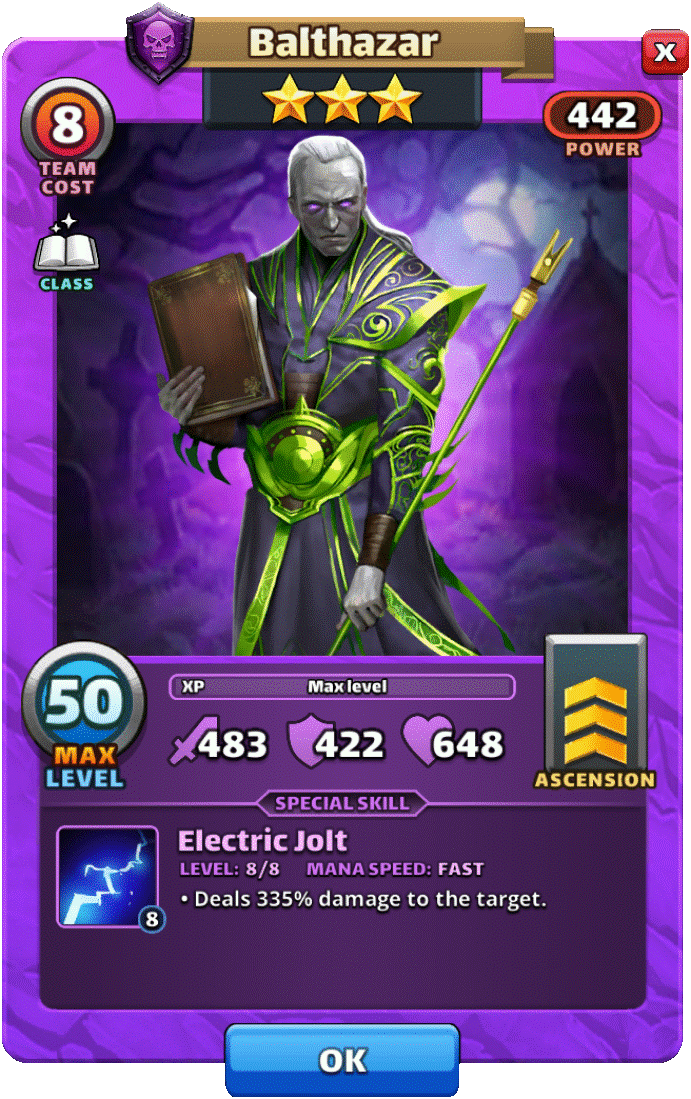 Balthazar
X
8
TEAM
COST
442
POWER
CLASS
50
MAX
LEVEL
XP Max level
483 422 648
ASCENSION
SPECIAL SKILL
Electric Jolt
LEVEL: 8/8 MANA SPEED: FAST
8
• Deals 335% damage to the target.
OK